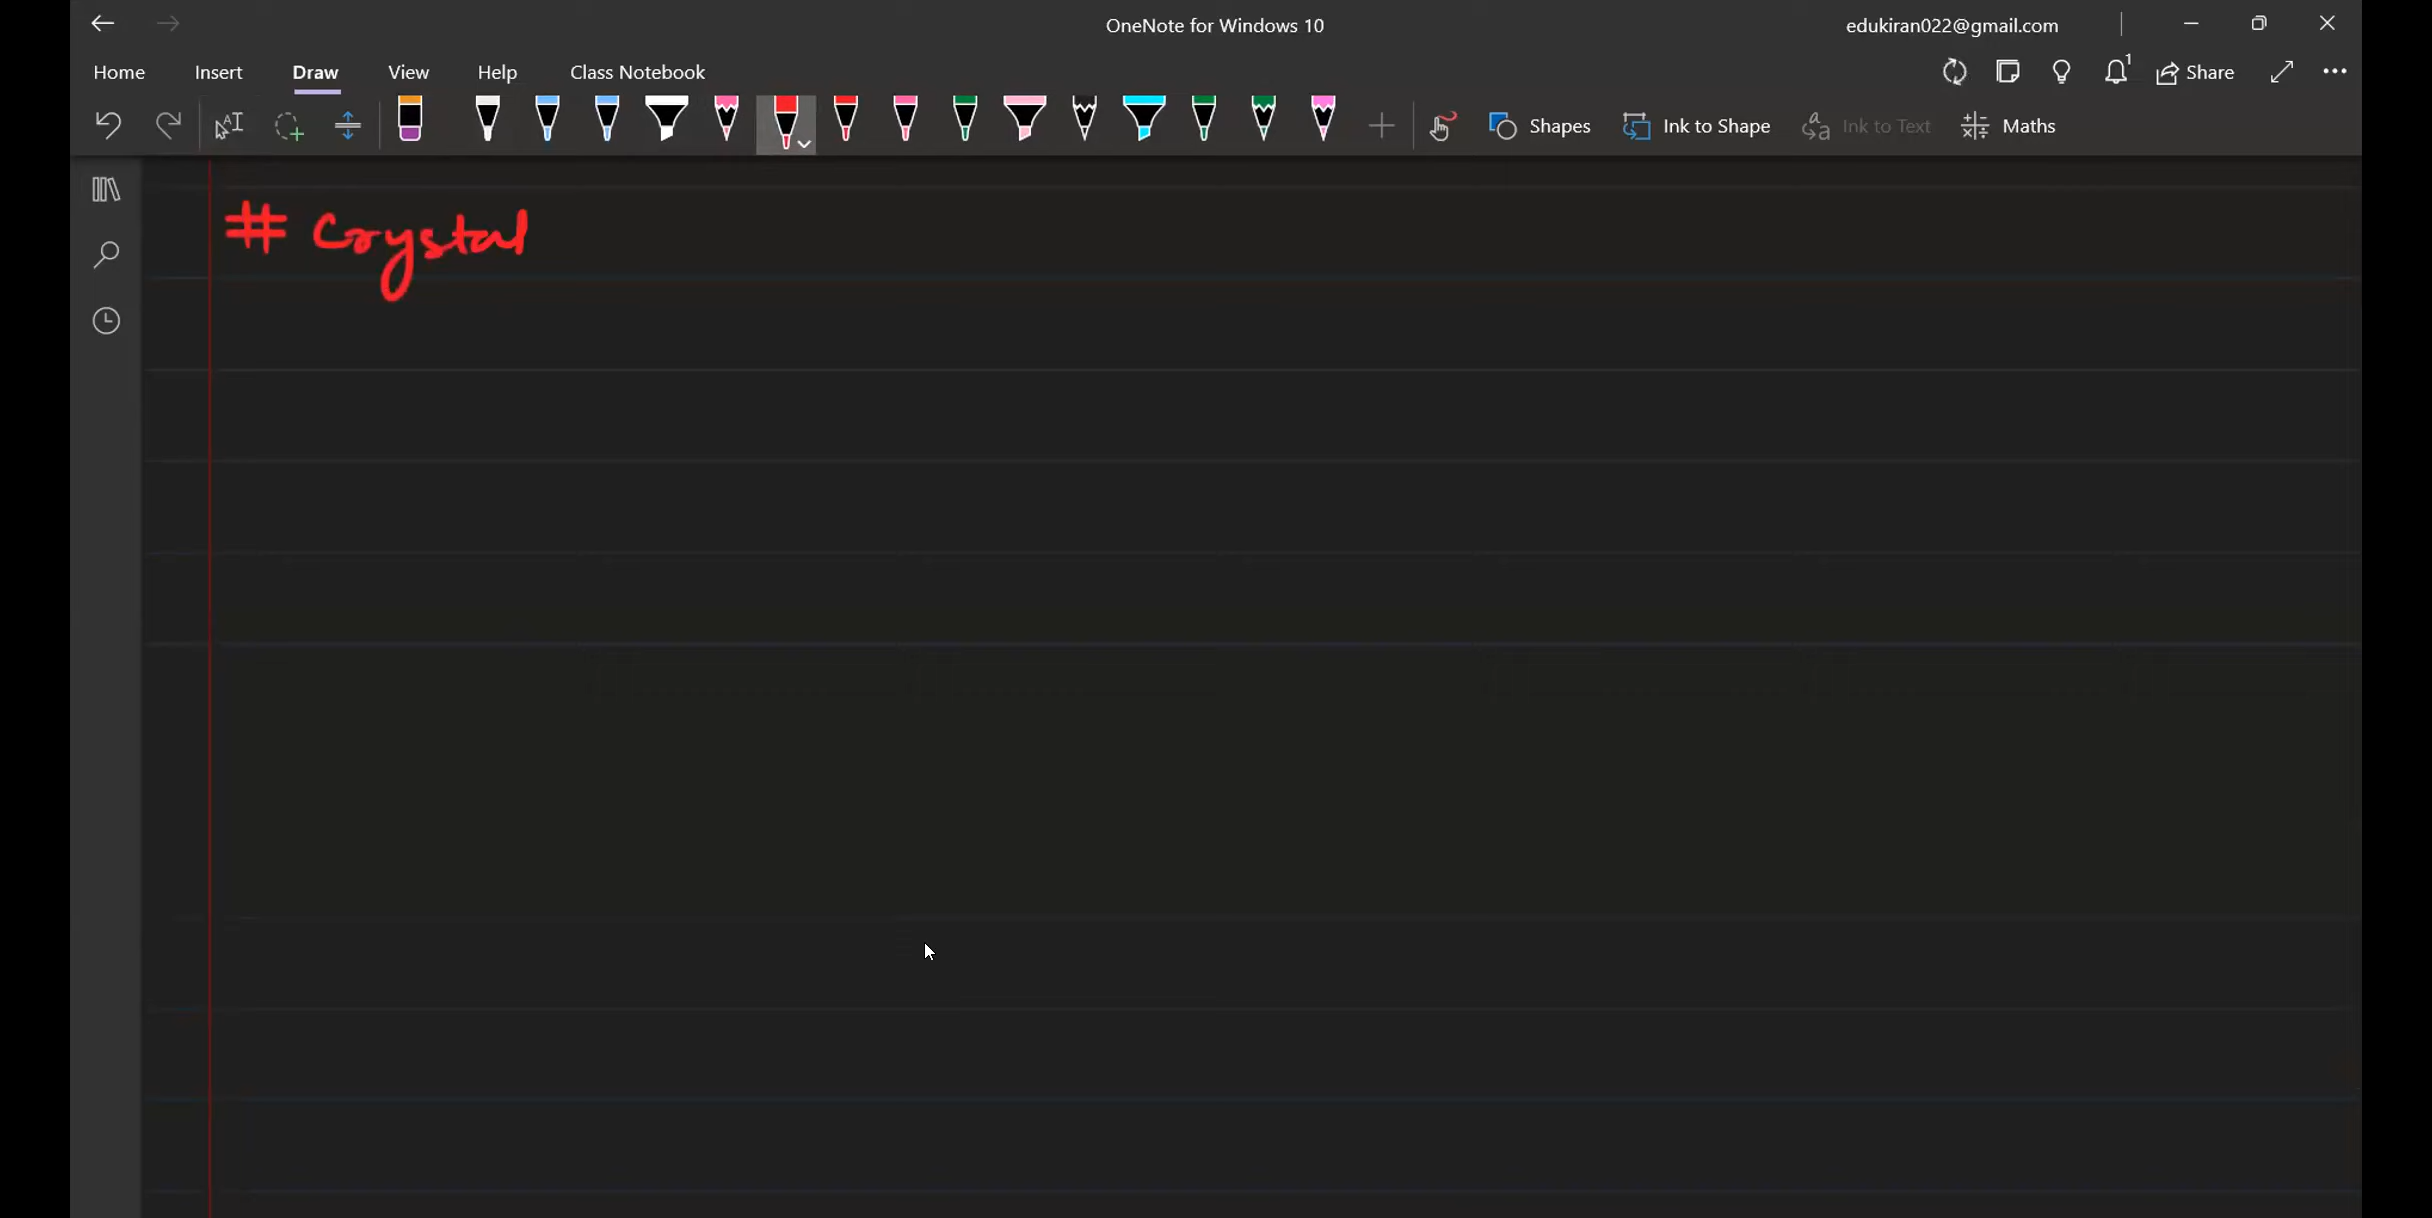 OneNote for Windows 10
edukiran022@gmail.com
Home Insert Draw View Help Class Notebook
Share
Shapes Ink to Shape Ink to Text Maths
# Crystal